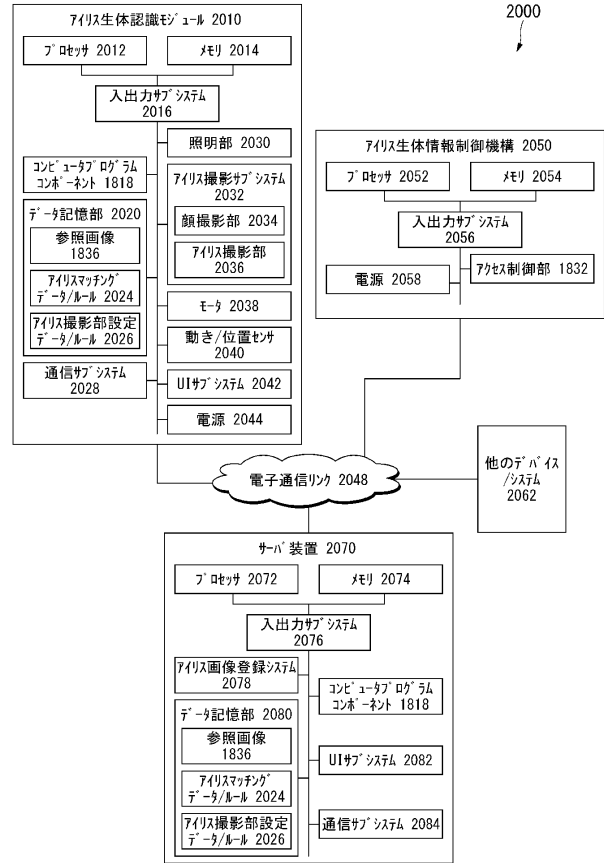 2000
アイリス生体認識モジュール 2010
プロセッサ 2012
メモリ 2014
入出力サブシステム
2016
照明部 2030
コンピュータプログラム
コンポーネント 1818
アイリス撮影サブシステム
2032
顔撮影部 2034
アイリス撮影部
2036
データ記憶部 2020
参照画像
1836
アイリスマッチング
データ/ルール 2024
アイリス撮影部設定
データ/ルール 2026
モータ 2038
動き/位置センサ
2040
通信サブシステム
2028
UIサブシステム 2042
電源 2044
アイリス生体情報制御機構 2050
プロセッサ 2052
メモリ 2054
入出力サブシステム
2056
電源 2058
アクセス制御部 1832
電子通信リンク 2048
他のデバイス
/システム
2062
サーバ装置 2070
プロセッサ 2072
メモリ 2074
入出力サブシステム
2076
アイリス画像登録システム
2078
コンピュータプログラム
コンポーネント 1818
データ記憶部 2080
参照画像
1836
アイリスマッチング
データ/ルール 2024
アイリス撮影部設定
データ/ルール 2026
UIサブシステム 2082
通信サブシステム 2084